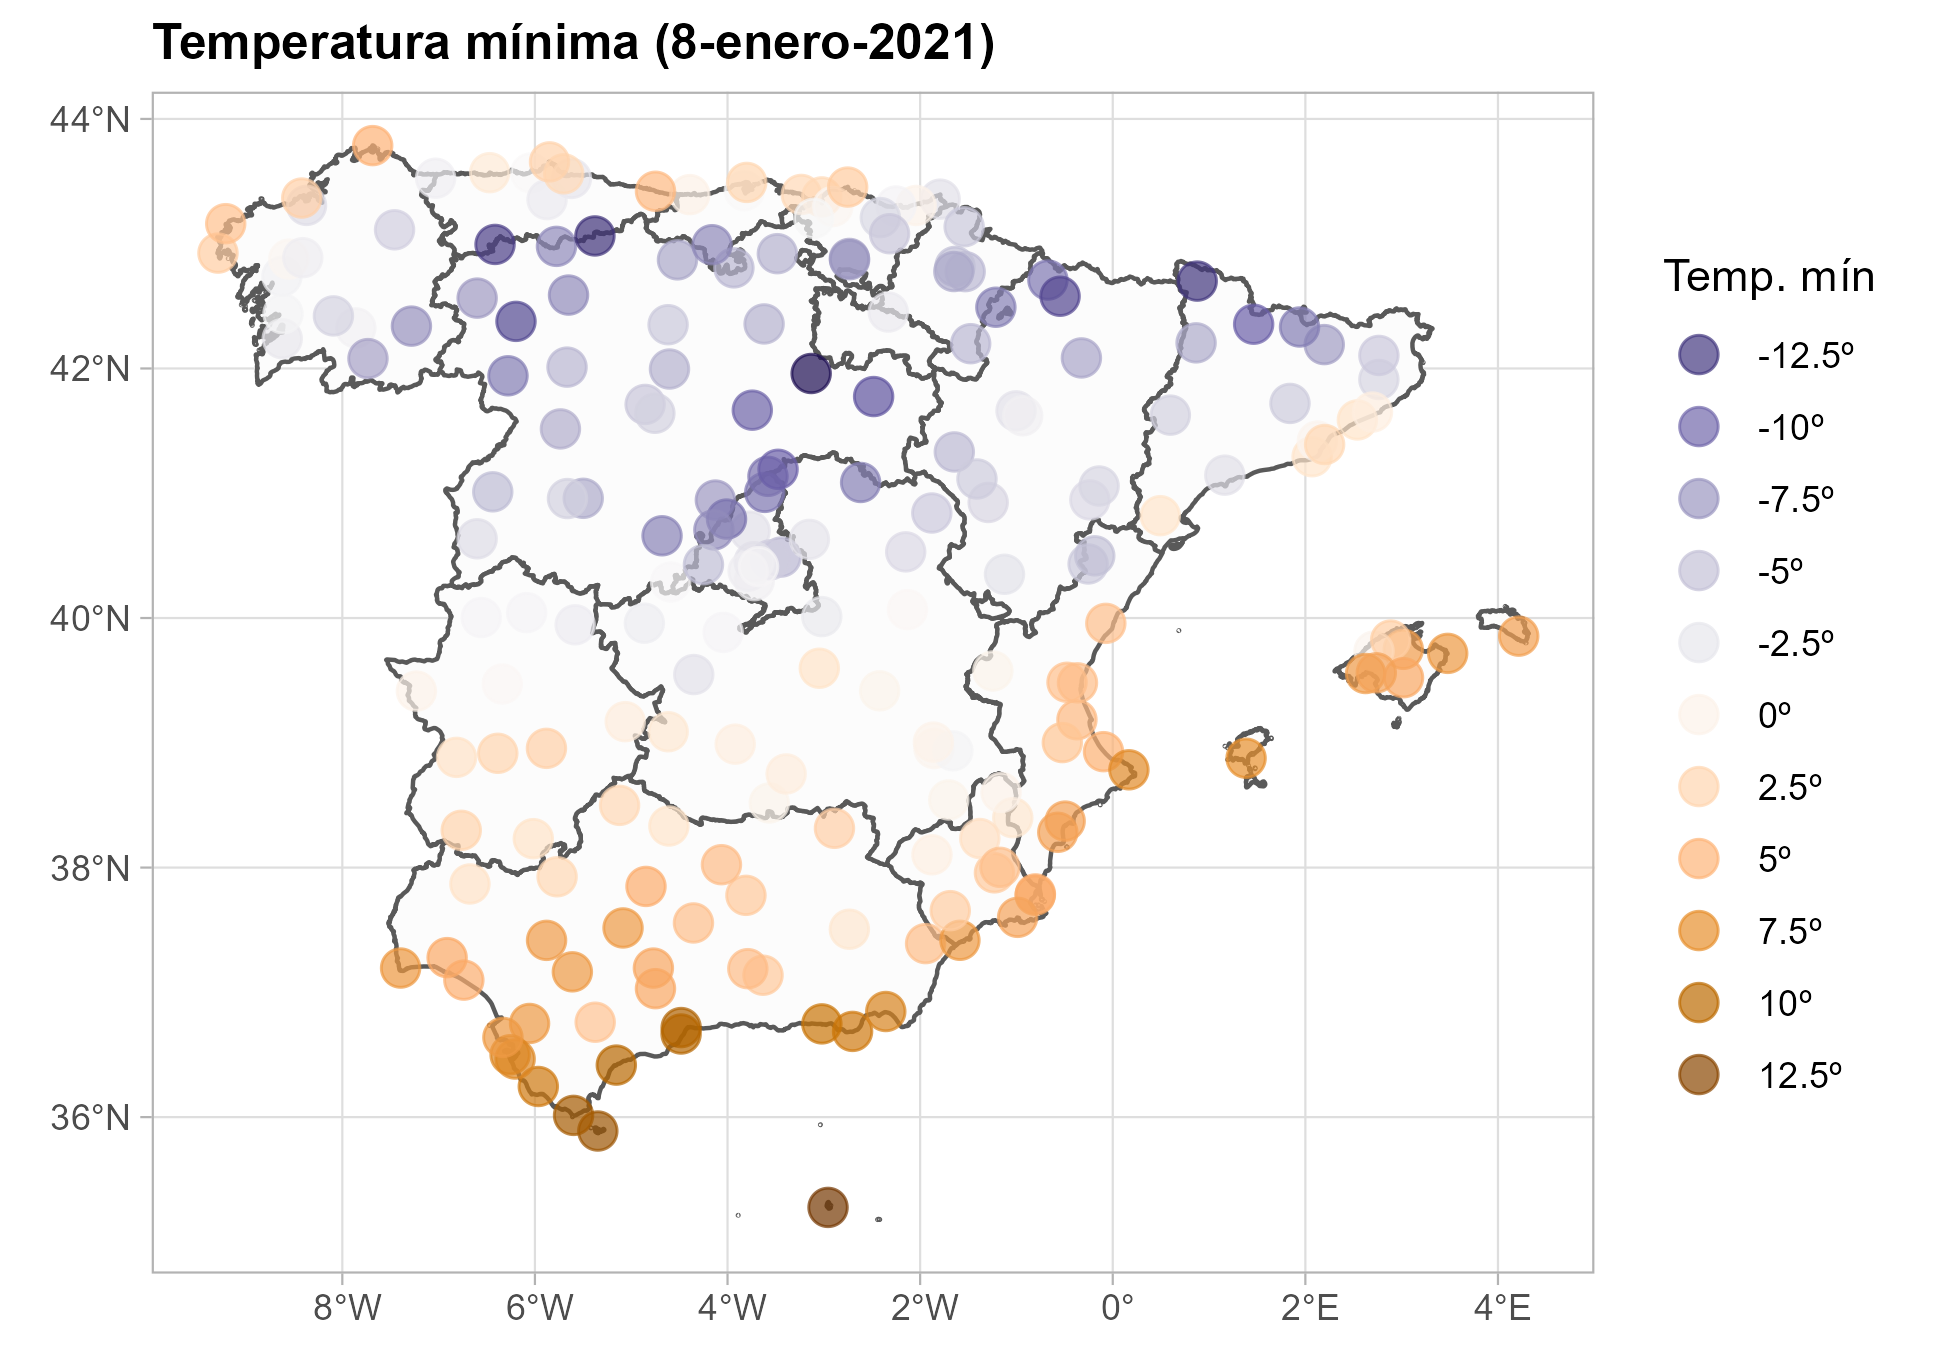 Temperatura mínima (8-enero-2021)
44°N
42°N
40°N
38°N
36°N
8°W
6°W
4°W
2°W
0°
2°E
4°E
Temp. mín
-12.5º
-10º
-7.5º
-5º
-2.5º
0º
2.5º
5º
7.5º
10º
12.5º